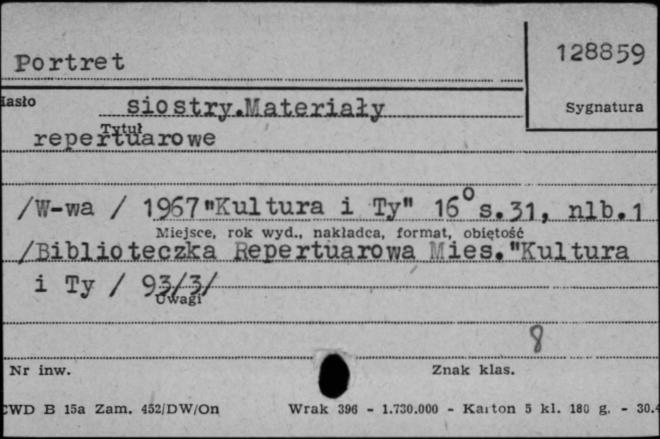 Portret
128859
Hasło
siostry.Materiały
Sygnatura
Tytuł
repertuarowe
/W-wa / 1967 "Kultura i Ty" 16° s.31, nlb.1
Miejsce, rok wyd., nakładca, format, objętość
/Biblioteczka Repertuarowa Mies."Kultura
i Ty / 93/3/
Uwagi
8
Nr inw.
Znak klas.
CWD B 15a Zam. 452/DW/On Wrak 396 - 1.730.000 - Karton 5 kl. 180 g. - 30.4